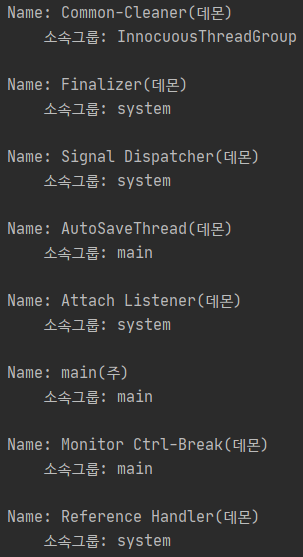 Name: Common-Cleaner(데몬)
소속그룹: InnocuousThreadGroup
Name: Finalizer(데몬)
소속그룹: system
Name: Signal Dispatcher(데몬)
소속그룹: system
Name: AutoSaveThread(데몬)
소속그룹: main
Name: Attach Listener(데몬)
소속그룹: system
Name: main(주)
소속그룹: main
Name: Monitor Ctrl-Break(데몬)
소속그룹: main
Name: Reference Handler(데몬)
소속그룹: system